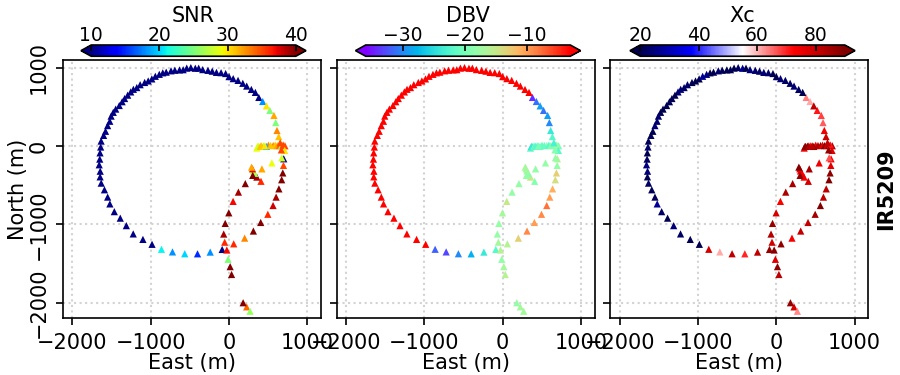 SNR DBV Xc
10 20 30 40 −30 −20 −10 20 40 60 80
1000
0
−1000
−2000
North (m)
IR5209
−2000 −1000 0 1000 −2000 −1000 0 1000 −2000 −1000 0 1000
East (m) East (m) East (m)